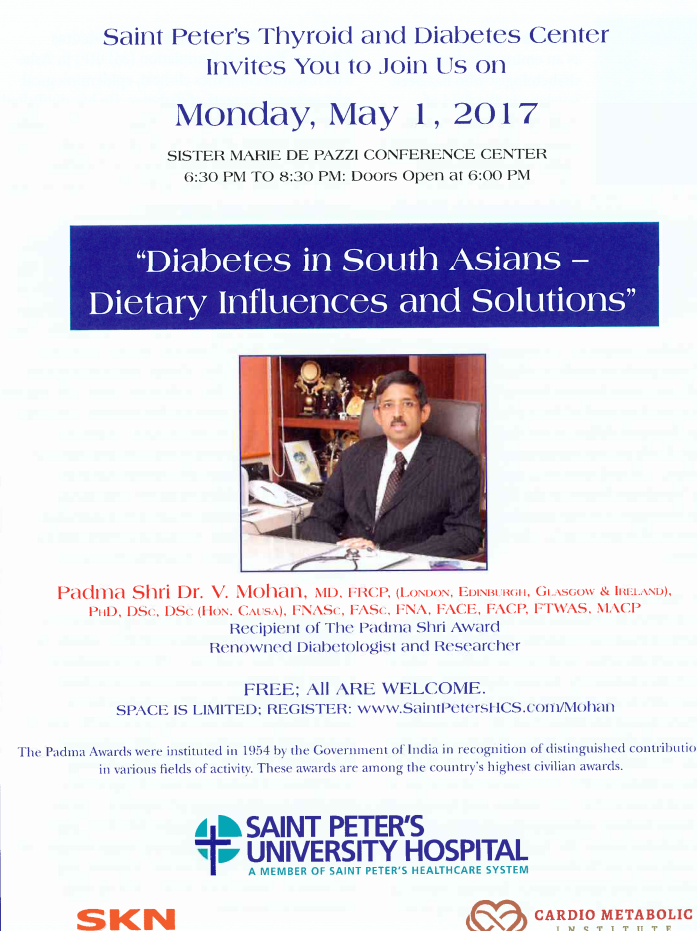 Saint Peter's Thyroid and Diabetes Center
Invites You to Join Us on
Monday, May 1, 2017
SISTER MARIE DE PAZZI CONFERENCE CENTER
6:30 PM TO 8:30 PM: Doors Open at 6:00 PM
“Diabetes in South Asians –
Dietary Influences and Solutions”
Padma Shri Dr. V. Mohan, MD, FRCP, (London, Edinburgh, Glasgow & Ireland),
PhD, DSc, DSc (Hon. Causa), FNASc, FASc, FNA, FACE, FACP, FTWAS, MACP
Recipient of The Padma Shri Award
Renowned Diabetologist and Researcher
FREE; All ARE WELCOME.
SPACE IS LIMITED; REGISTER: www.SaintPetersHCS.com/Mohan
The Padma Awards were instituted in 1954 by the Government of India in recognition of distinguished contributio
in various fields of activity. These awards are among the country's highest civilian awards.
SAINT PETER'S
UNIVERSITY HOSPITAL
A MEMBER OF SAINT PETER'S HEALTHCARE SYSTEM
SKN
CARDIO METABOLIC
INSTITUTE